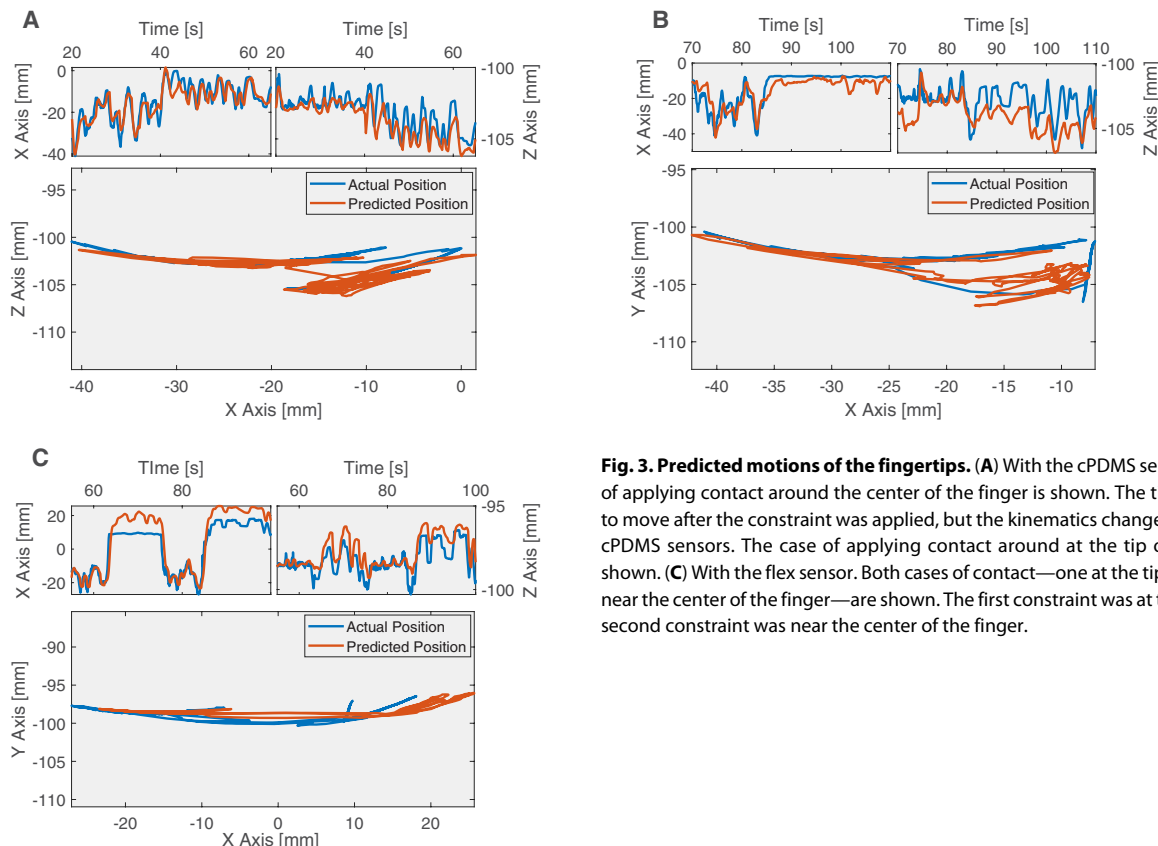 A
Time [s]
Time [s]
20 40 60
20 40 60
0
-20
-40
X Axis [mm]
-100
-105
Z Axis [mm]
Actual Position
Predicted Position
-95
-100
-105
-110
Z Axis [mm]
-40 -30 -20 -10 0
X Axis [mm]
B
Time [s]
Time [s]
70 80 90 100
70 80 90 100 110
0
-20
-40
X Axis [mm]
-100
-105
Z Axis [mm]
Actual Position
Predicted Position
-95
-100
-105
-110
Y Axis [mm]
-40 -35 -30 -25 -20 -15 -10
X Axis [mm]
C
TIme [s]
Time [s]
60 80
60 80 100
20
0
-20
X Axis [mm]
-95
-100
Z Axis [mm]
Actual Position
Predicted Position
-90
-95
-100
-105
-110
Y Axis [mm]
-20 -10 0 10 20
X Axis [mm]
Fig. 3. Predicted motions of the fingertips. (A) With the cPDMS se
of applying contact around the center of the finger is shown. The t
to move after the constraint was applied, but the kinematics change
cPDMS sensors. The case of applying contact around at the tip o
shown. (C) With the flex sensor. Both cases of contact—one at the tip
near the center of the finger—are shown. The first constraint was at t
second constraint was near the center of the finger.